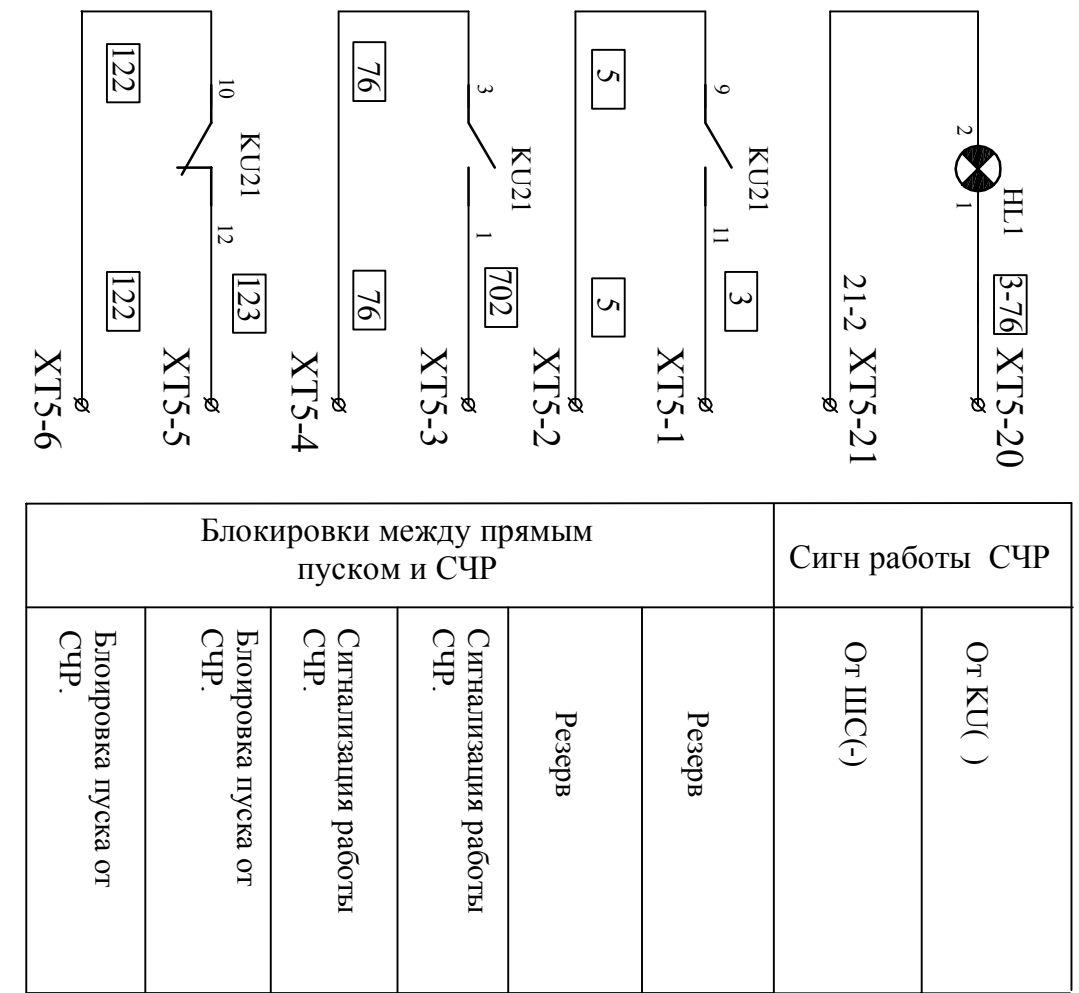 122
10
KU21
12
122
123
XT5-6
XT5-5
76
3
KU21
1
76
702
XT5-4
XT5-3
5
9
KU21
11
5
3
XT5-2
XT5-1
2
HL1
1
21-2 XT5-21
3-76 XT5-20
Блокировки между прямым
пуском и СЧР
Сигн работы СЧР
Блоировка пуска от
СЧР.
Блоировка пуска от
СЧР.
Сигнализация работы
СЧР.
Сигнализация работы
СЧР.
Резерв
Резерв
От ШС(-)
От KU( )